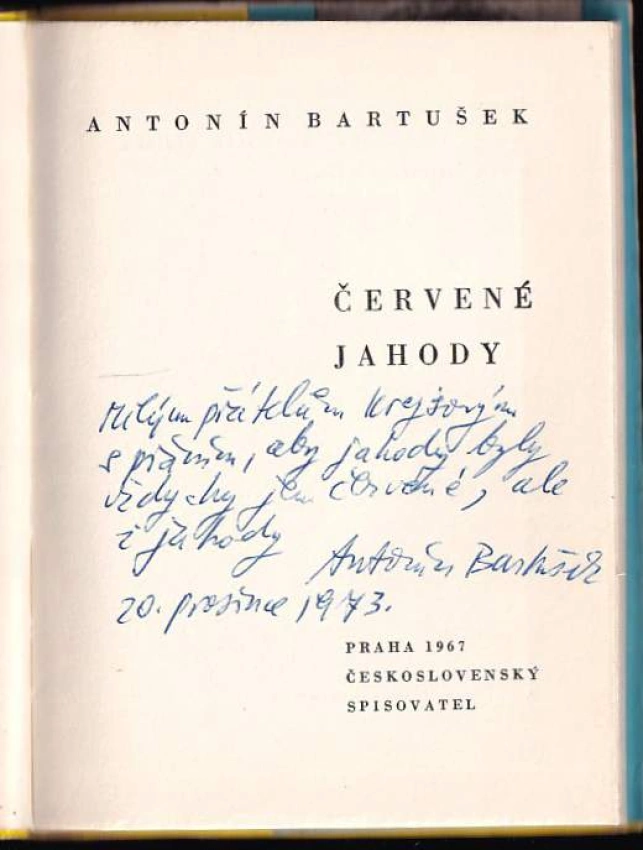 ANTONÍN BARTUŠEK
ČERVENÉ
JAHODY
Milým přátelům Krejzovým
s přáním, aby jahody byly
vždycky jen červené, ale
i jahody
Antonín Bartušek
20. prosince 1973.
PRAHA 1967
ČESKOSLOVENSKÝ
SPISOVATEL